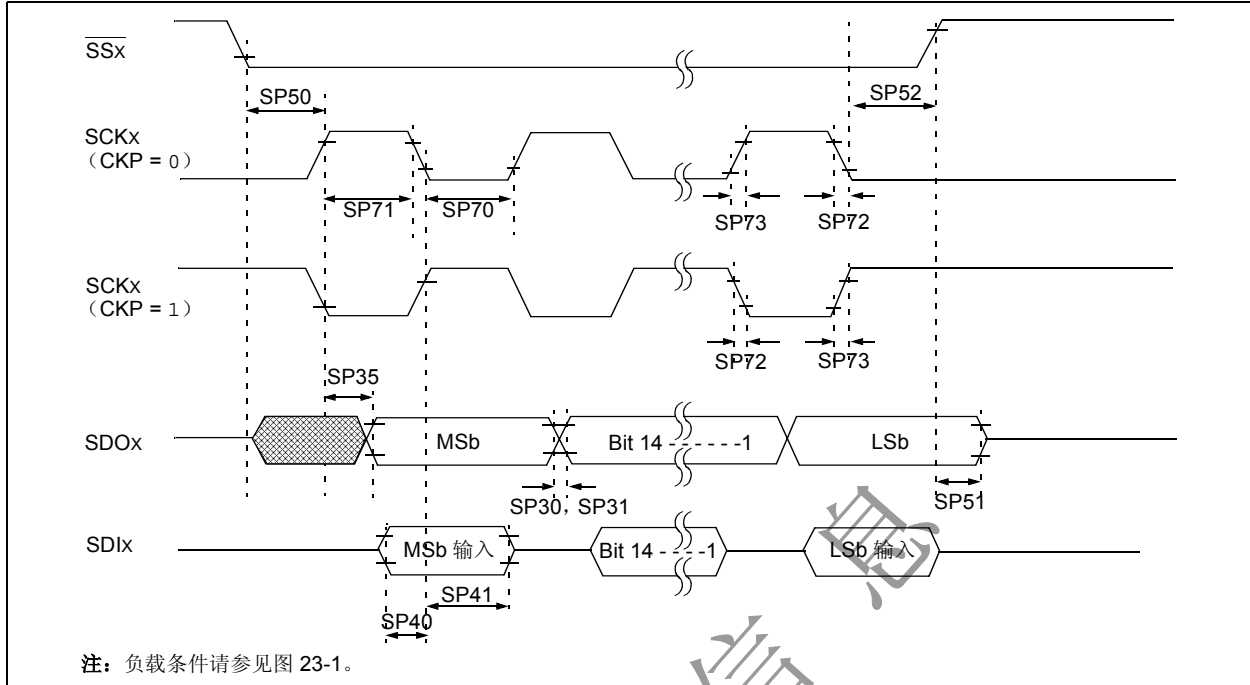 SSX
SP50
SP52
SCKX
（CKP = 0）
SP71
SP70
SP73
SP72
SCKX
（CKP = 1）
SP72
SP73
SP35
SDOX
MSb
Bit 14 - - - - - -1
LSb
SP30，SP31
SP51
SDIX
MSb 输入
Bit 14 - - - -1
LSb 输入
SP41
SP40
息
信
注：负载条件请参见图 23-1。